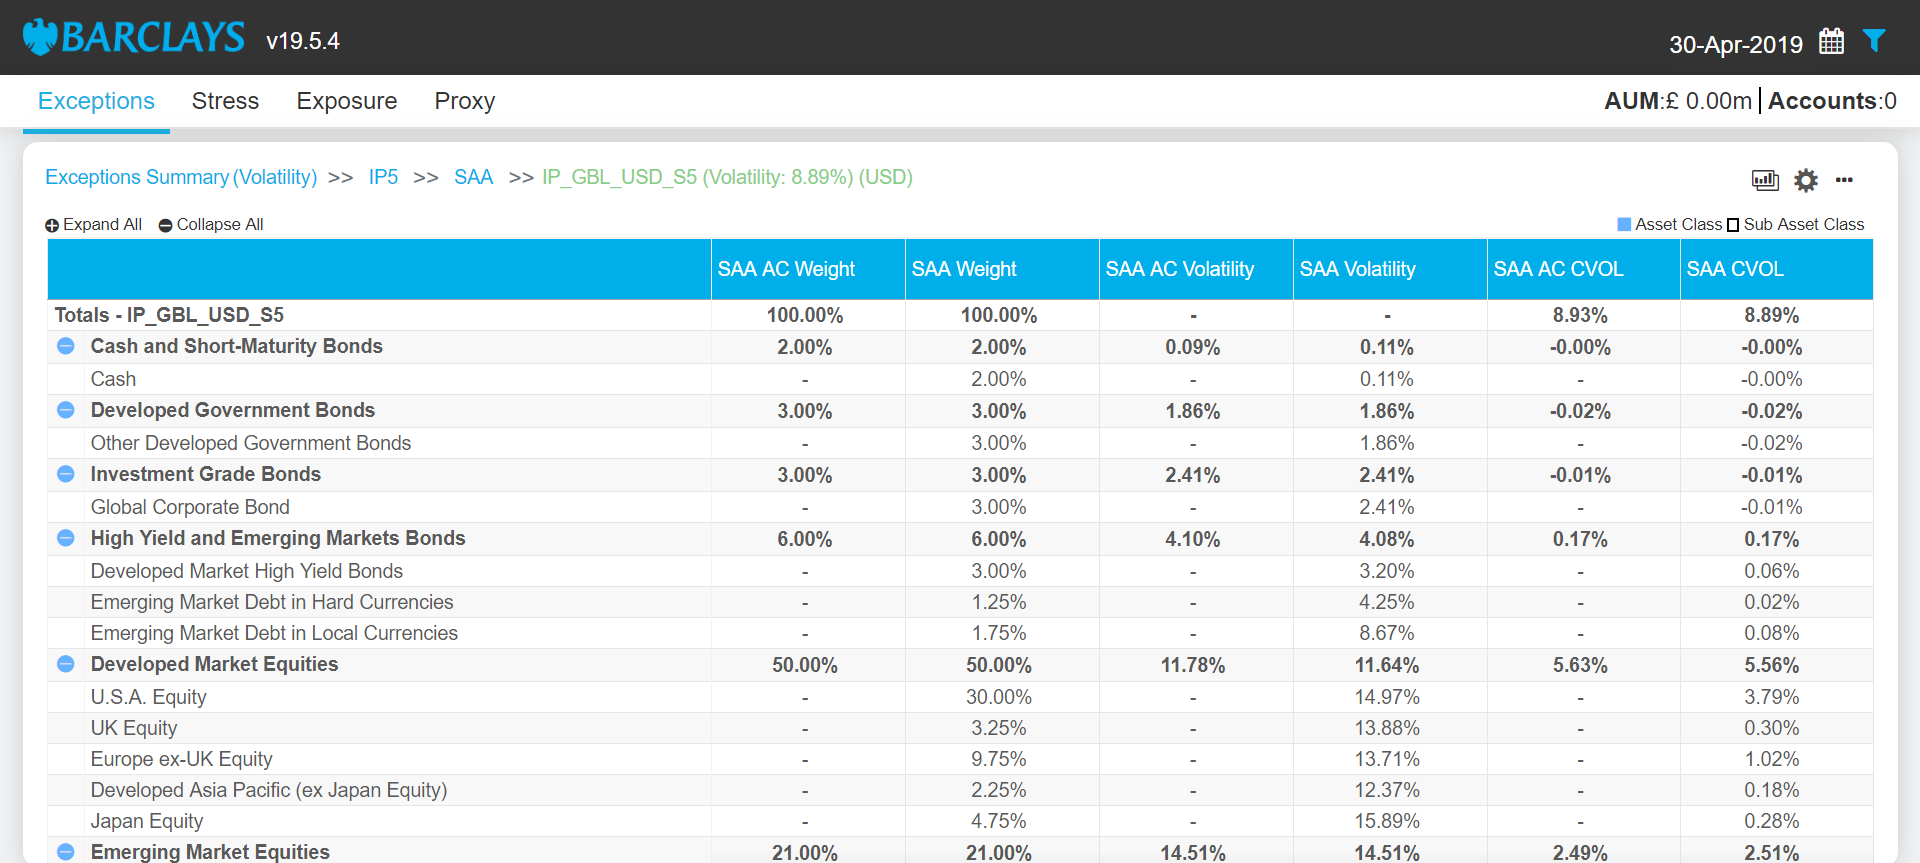 BARCLAYS v19.5.4 30-Apr-2019
Exceptions Stress Exposure Proxy AUM:£ 0.00m Accounts:0
Exceptions Summary (Volatility) >> IP5 >> SAA >> IP_GBL_USD_S5 (Volatility: 8.89%) (USD)
Expand All Collapse All Asset Class Sub Asset Class
SAA AC Weight SAA Weight SAA AC Volatility SAA Volatility SAA AC CVOL SAA CVOL
Totals - IP_GBL_USD_S5 100.00% 100.00% - - 8.93% 8.89%
Cash and Short-Maturity Bonds 2.00% 2.00% 0.09% 0.11% -0.00% -0.00%
Cash - 2.00% - 0.11% - -0.00%
Developed Government Bonds 3.00% 3.00% 1.86% 1.86% -0.02% -0.02%
Other Developed Government Bonds - 3.00% - 1.86% - -0.02%
Investment Grade Bonds 3.00% 3.00% 2.41% 2.41% -0.01% -0.01%
Global Corporate Bond - 3.00% - 2.41% - -0.01%
High Yield and Emerging Markets Bonds 6.00% 6.00% 4.10% 4.08% 0.17% 0.17%
Developed Market High Yield Bonds - 3.00% - 3.20% - 0.06%
Emerging Market Debt in Hard Currencies - 1.25% - 4.25% - 0.02%
Emerging Market Debt in Local Currencies - 1.75% - 8.67% - 0.08%
Developed Market Equities 50.00% 50.00% 11.78% 11.64% 5.63% 5.56%
U.S.A. Equity - 30.00% - 14.97% - 3.79%
UK Equity - 3.25% - 13.88% - 0.30%
Europe ex-UK Equity - 9.75% - 13.71% - 1.02%
Developed Asia Pacific (ex Japan Equity) - 2.25% - 12.37% - 0.18%
Japan Equity - 4.75% - 15.89% - 0.28%
Emerging Market Equities 21.00% 21.00% 14.51% 14.51% 2.49% 2.51%